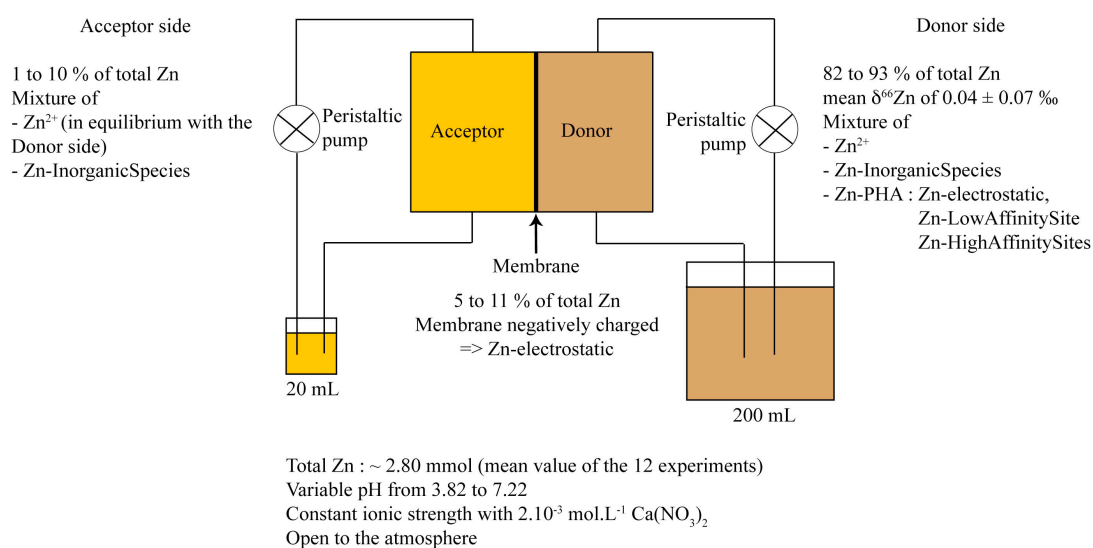 Acceptor side
1 to 10 % of total Zn
Mixture of
- Zn²⁺ (in equilibrium with the
Donor side)
- Zn-InorganicSpecies
Peristaltic
pump
Acceptor
Donor
Peristaltic
pump
Donor side
82 to 93 % of total Zn
mean δ⁶⁶Zn of 0.04 ± 0.07 ‰
Mixture of
- Zn²⁺
- Zn-InorganicSpecies
- Zn-PHA : Zn-electrostatic,
Zn-LowAffinitySite
Zn-HighAffinitySites
Membrane
5 to 11 % of total Zn
Membrane negatively charged
=> Zn-electrostatic
20 mL
200 mL
Total Zn : ~ 2.80 mmol (mean value of the 12 experiments)
Variable pH from 3.82 to 7.22
Constant ionic strength with 2.10⁻³ mol.L⁻¹ Ca(NO₃)₂
Open to the atmosphere